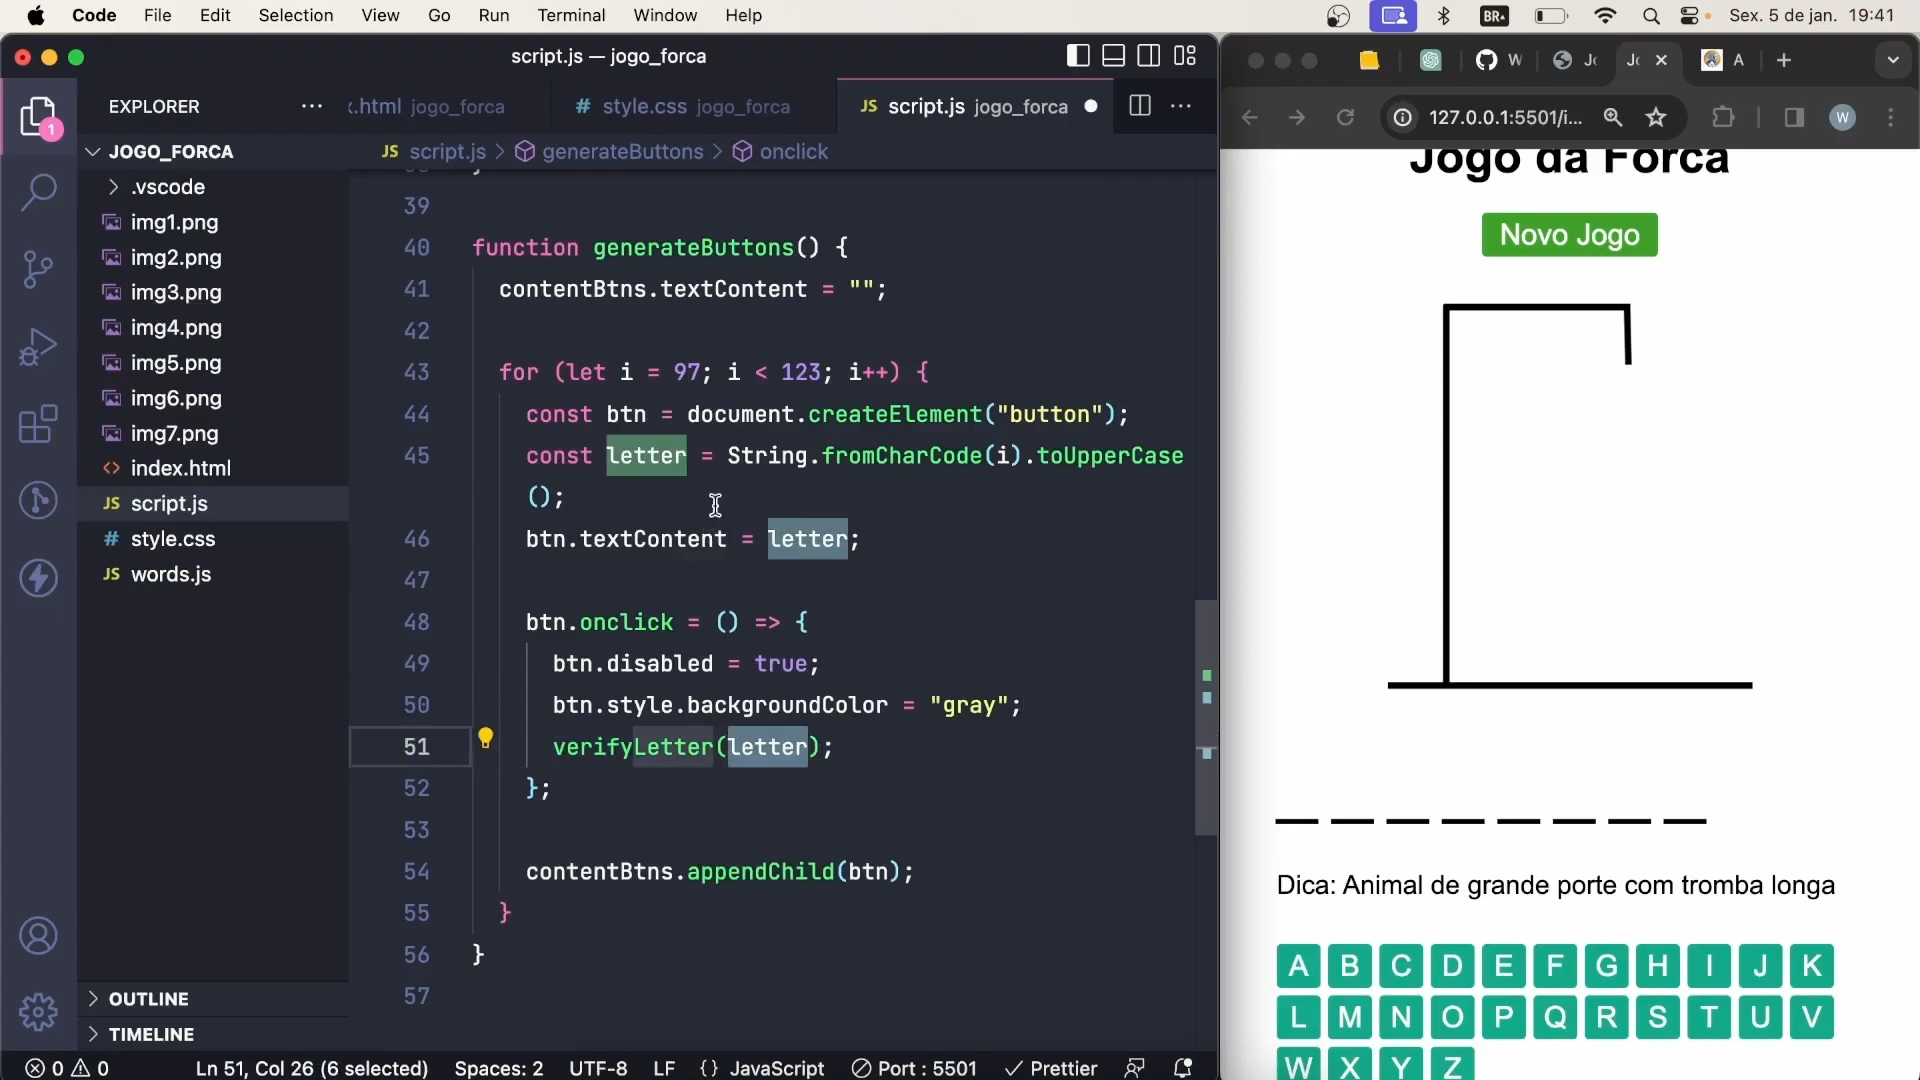 Code File Edit Selection View Go Run Terminal Window Help
BR Sex. 5 de jan. 19:41
script.js — jogo_forca
EXPLORER
x.html jogo_forca
# style.css jogo_forca
JS script.js jogo_forca
JS script.js > generateButtons > onclick
1
JOGO_FORCA
.vscode
img1.png
img2.png
img3.png
img4.png
img5.png
img6.png
img7.png
<> index.html
JS script.js
# style.css
JS words.js
OUTLINE
TIMELINE
39
40 function generateButtons() {
41 contentBtns.textContent = "";
42
43 for (let i = 97; i < 123; i++) {
44 const btn = document.createElement("button");
45 const letter = String.fromCharCode(i).toUpperCase
();
46 btn.textContent = letter;
47
48 btn.onclick = () => {
49 btn.disabled = true;
50 btn.style.backgroundColor = "gray";
51 verifyLetter(letter);
52 };
53
54 contentBtns.appendChild(btn);
55 }
56 }
57
0 0 Ln 51, Col 26 (6 selected) Spaces: 2 UTF-8 LF {} JavaScript Port : 5501 Prettier
W Jo Jo A
127.0.0.1:5501/i...
W
Jogo da Forca
Novo Jogo
Dica: Animal de grande porte com tromba longa
A B C D E F G H I J K
L M N O P Q R S T U V
W X Y Z